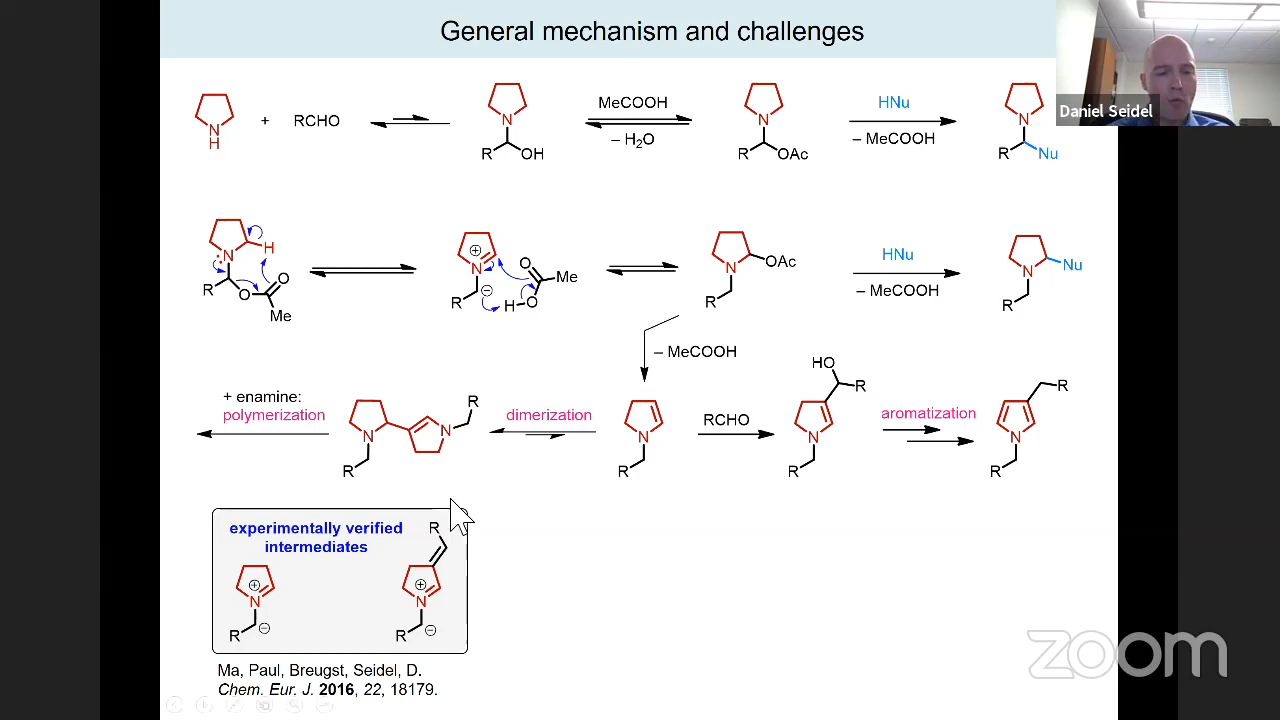 General mechanism and challenges
Daniel Seidel
N
H
+
RCHO
N
R
OH
MeCOOH
– H2O
N
R
OAc
HNu
– MeCOOH
N
R
Nu
H
N
R
O
O
Me
N
R
H
O
O
Me
N
OAc
R
HNu
– MeCOOH
N
Nu
R
– MeCOOH
+ enamine:
polymerization
N
R
N
R
dimerization
N
R
RCHO
HO
R
N
R
aromatization
R
N
R
experimentally verified
intermediates
N
R
R
N
R
Ma, Paul, Breugst, Seidel, D.
Chem. Eur. J. 2016, 22, 18179.
zoom